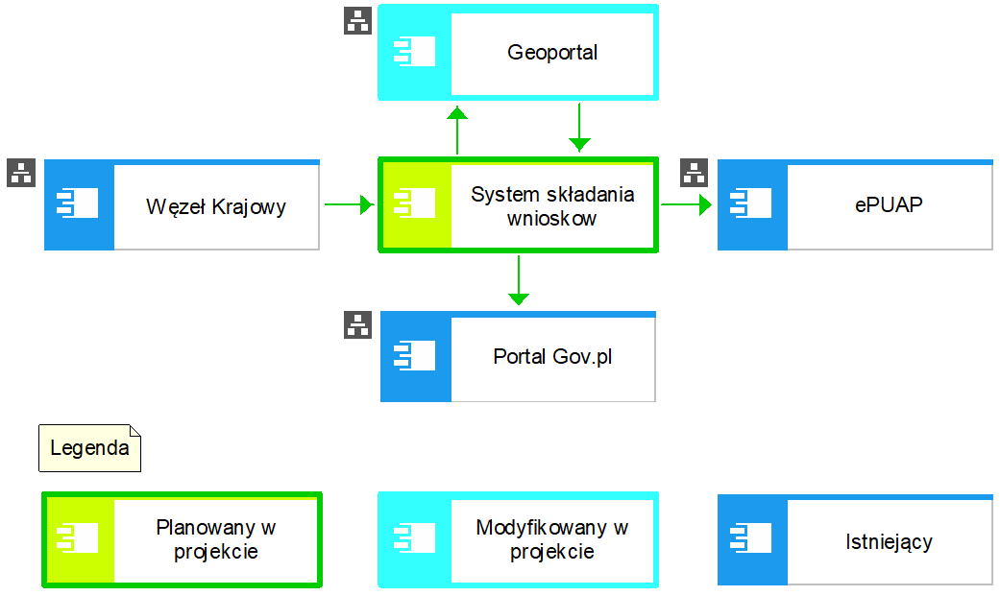 Geoportal
Węzeł Krajowy
System składania
wnioskow
ePUAP
Portal Gov.pl
Legenda
Planowany w
projekcie
Modyfikowany w
projekcie
Istniejący